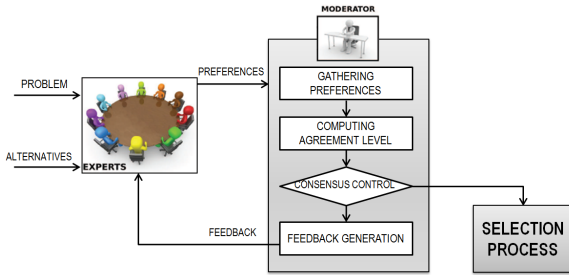 MODERATOR
PROBLEM
ALTERNATIVES
EXPERTS
PREFERENCES
GATHERING
PREFERENCES
COMPUTING
AGREEMENT LEVEL
CONSENSUS CONTROL
FEEDBACK GENERATION
FEEDBACK
SELECTION
PROCESS